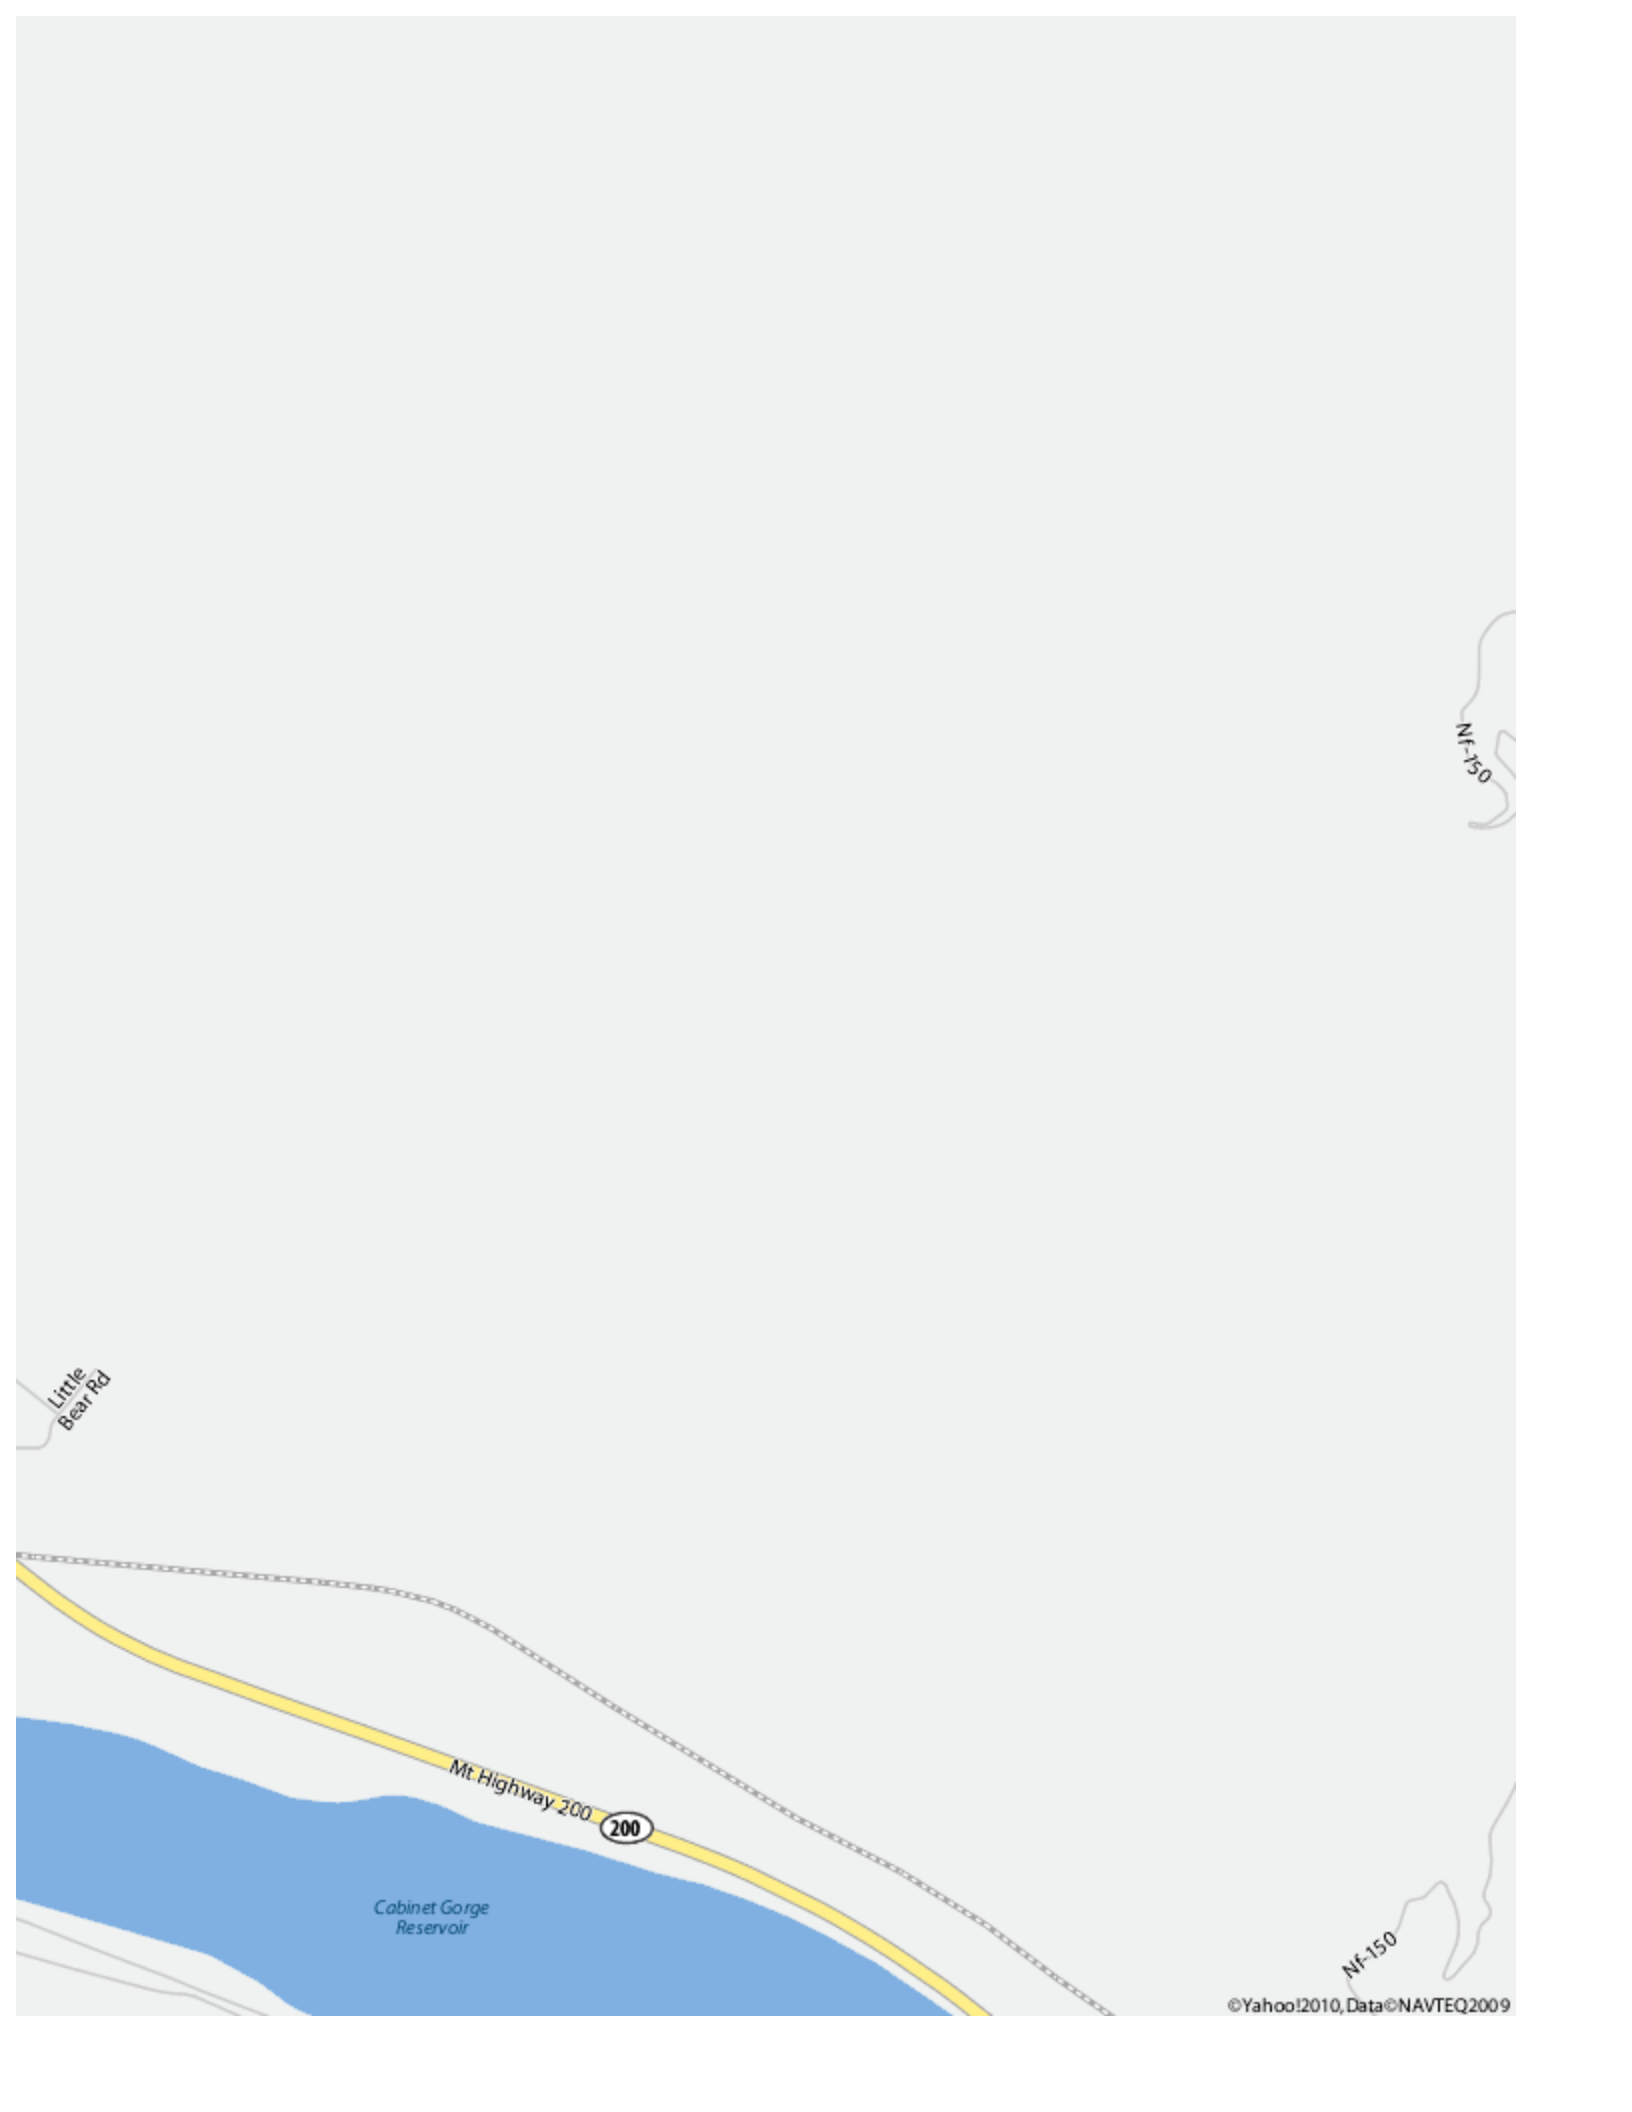 Nf-150
Little
Bear Rd
Mt Highway 200
200
Cabinet Gorge
Reservoir
Nf-150
©Yahoo!2010, Data©NAVTEQ2009